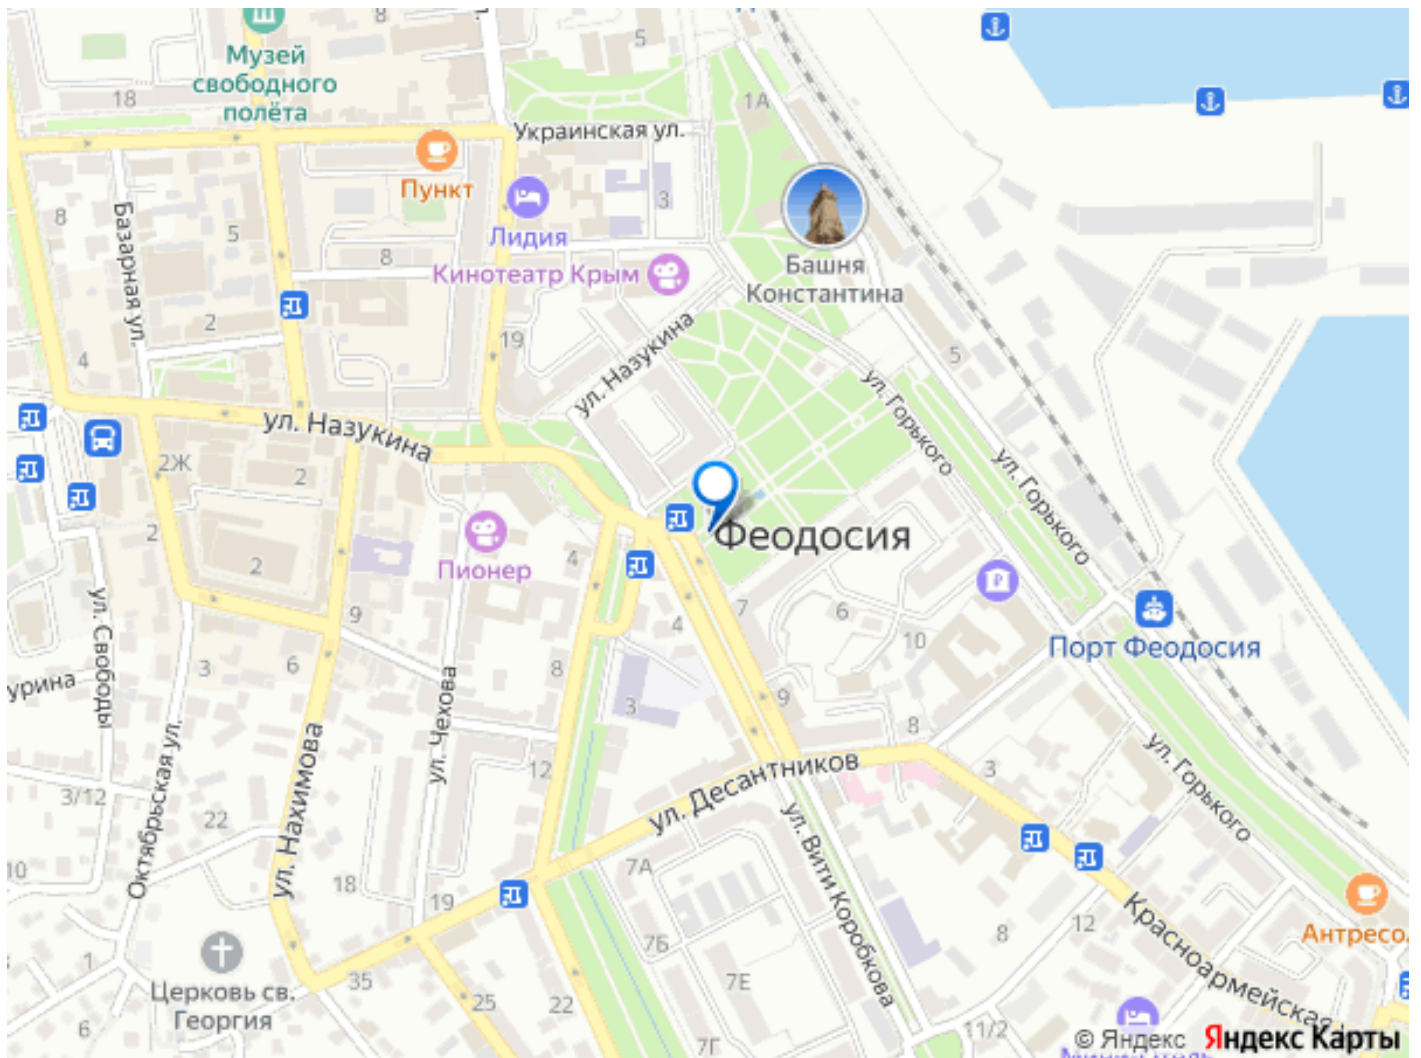 Музей
свободного
полёта
18
5
1А
Украинская ул.
Пункт
3
8
Базарная ул.
5
Лидия
8
Кинотеатр Крым
Башня
Константина
2
19
ул. Назукина
4
5
ул. Горького
ул. Назукина
2Ж
2
ул. Горького
2
2
Пионер
4
Феодосия
ул. Свободы
9
7
6
4
10
Порт Феодосия
3
6
8
урина
ул. Чехова
3
9
8
Октябрьская ул.
ул. Нахимова
12
ул. Десантников
3
ул. Горького
3/12
22
ул. Вити Коробкова
7А
10
18
19
12
Красноармейская
8
Антресо
7Б
1
Церковь св.
Георгия
35
7Е
25
22
6
11/2
7Г
© Яндекс Яндекс Карты